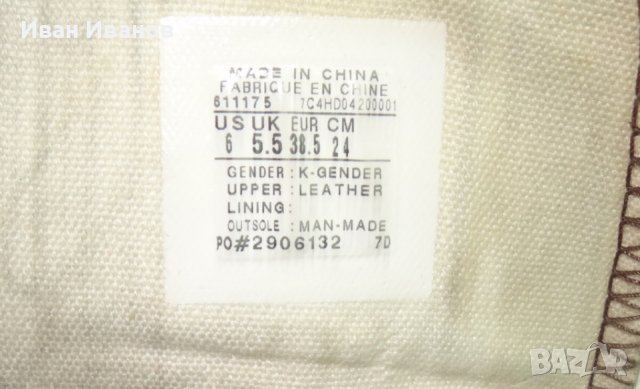 Иван Иванов
MADE IN CHINA
FABRIQUE EN CHINE
611175 7C4HD04200001
US UK EUR CM
6 5.5 38.5 24
GENDER : K-GENDER
UPPER : LEATHER
LINING :
OUTSOLE : MAN-MADE
PO#2906132 7D
BAZAR